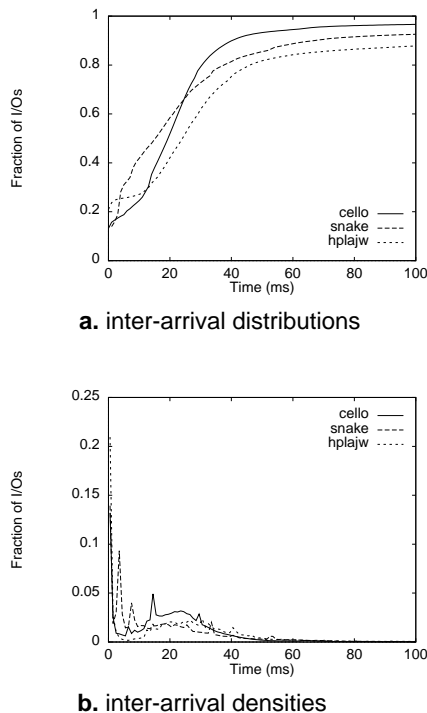 1
0.8
0.6
0.4
0.2
0
Fraction of I/Os
cello
snake
hplajw
0 20 40 60 80 100
Time (ms)
a. inter-arrival distributions
0.25
0.2
0.15
0.1
0.05
0
Fraction of I/Os
cello
snake
hplajw
0 20 40 60 80 100
Time (ms)
b. inter-arrival densities